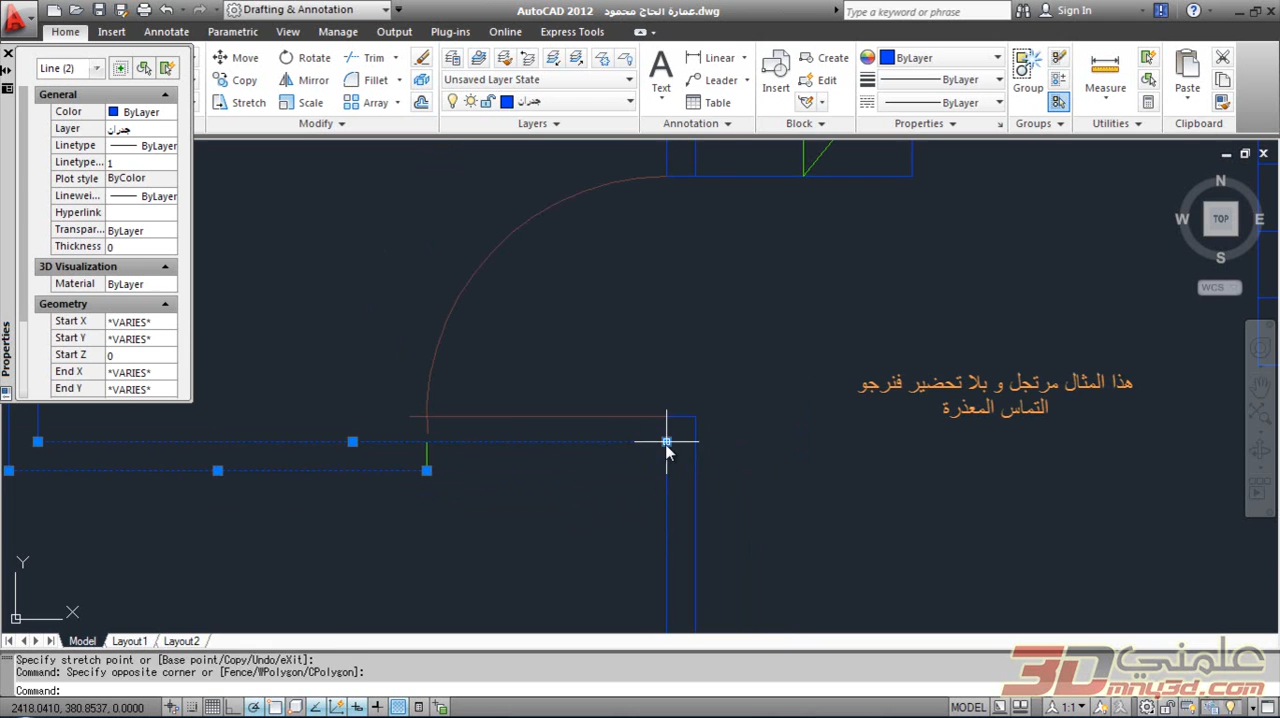 Drafting & Annotation
AutoCAD 2012 عمارة الحاج محمود.dwg
Type a keyword or phrase
Sign In
Home Insert Annotate Parametric View Manage Output Plug-ins Online Express Tools
Line (2)
General
Color ByLayer
Layer جدران
Linetype ByLayer
Linetype... 1
Plot style ByColor
Linewei... ByLayer
Hyperlink
Transpar... ByLayer
Thickness 0
3D Visualization
Material ByLayer
Geometry
Start X *VARIES*
Start Y *VARIES*
Start Z 0
End X *VARIES*
End Y *VARIES*
Properties
Move Rotate Trim
Copy Mirror Fillet
Stretch Scale Array
Modify
Unsaved Layer State
جدران
Layers
Text
Linear
Leader
Table
Annotation
Insert
Create
Edit
Block
ByLayer
ByLayer
ByLayer
Properties
Group
Groups
Measure
Utilities
Paste
Clipboard
N
W TOP E
S
WCS
هذا المثال مرتجل و بلا تحضير فنرجو
التماس المعذرة
Y
X
Model Layout1 Layout2
Specify stretch point or [Base point/Copy/Undo/eXit]:
Command: Specify opposite corner or [Fence/WPolygon/CPolygon]:
Command:
2418.0410, 380.8537, 0.0000
MODEL
1:1
علمني
3Dmny3d.com